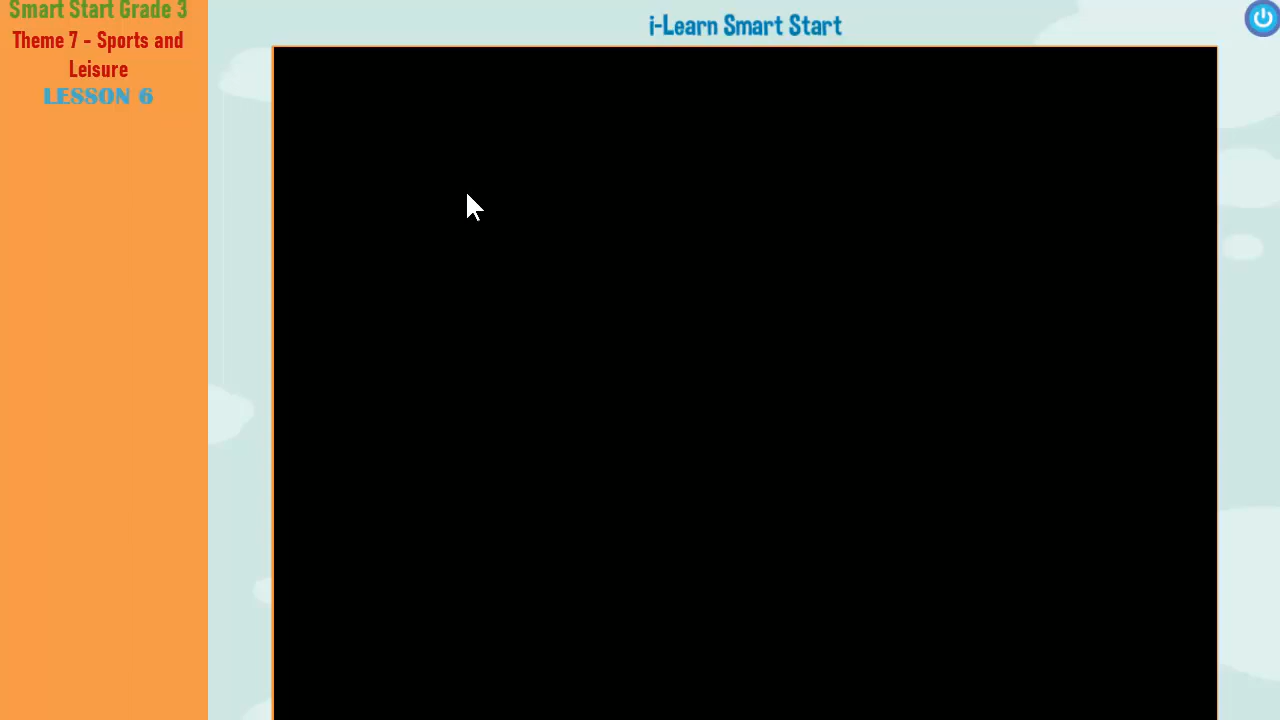 Smart Start Grade 3
Theme 7 - Sports and
Leisure
LESSON 6
i-Learn Smart Start